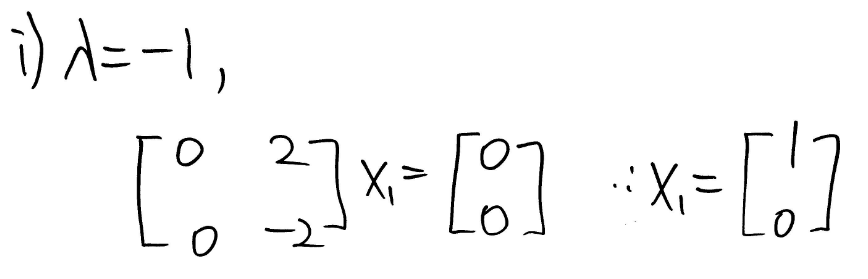 i) λ=-1,
[0 2; 0 -2] X₁ = [0; 0] ∴ X₁ = [1; 0]